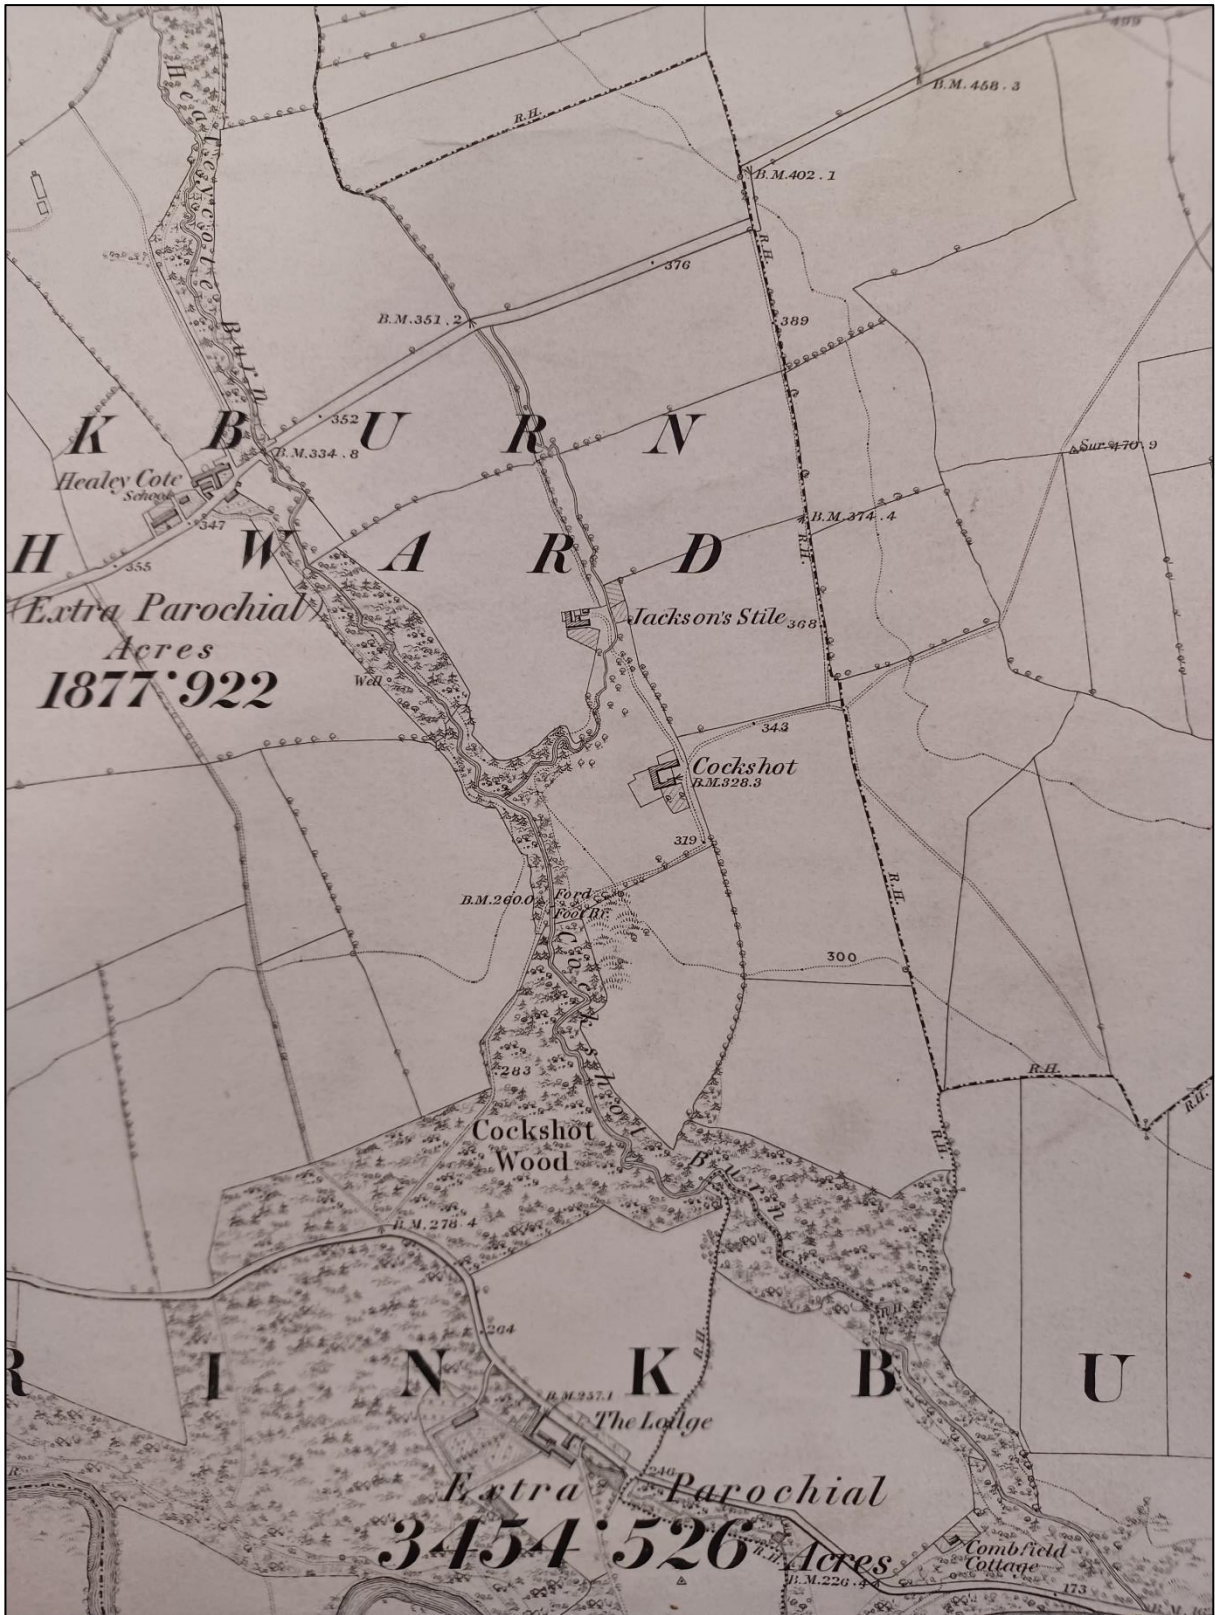 499
B.M.458.3
R.H.
B.M.402.1
Healeycote Burn
R.H.
376
B.M.351.2
389
352
K B U R N
B.M.334.8
Sur.470.9
Healey Cote
School
347
B.M.374.4
R.H.
H W A R D
355
(Extra Parochial)
Acres
1877.922
Jackson's Stile
368
Well
343
Cockshot
B.M.328.3
319
R.H.
B.M.260.0
Ford
Foot Br.
Cockshot Burn
300
283
R.H.
R.H.
R.H.
Cockshot
Wood
B.M.278.4
C.S.
R.H.
264
R.H.
R I N K B U
B.M.257.1
The Lodge
246
Extra Parochial
3454.526 Acres
R.H.
B.M.226.4
Combfield
Cottage
173